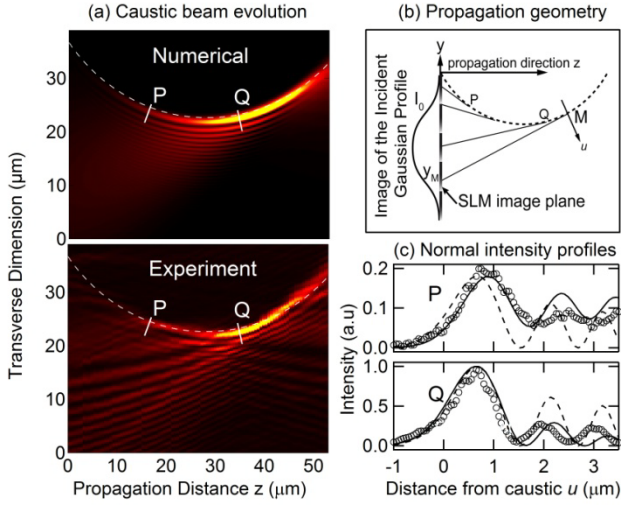 (a) Caustic beam evolution
Numerical
P
Q
30
20
10
0
Experiment
P
Q
30
20
10
0
Transverse Dimension (μm)
0
10
20
30
40
50
Propagation Distance z (μm)
(b) Propagation geometry
y
propagation direction z
I0
P
Q
M
u
yM
SLM image plane
Image of the Incident
Gaussian Profile
(c) Normal intensity profiles
0.2
0.1
0.0
P
1.0
0.5
0.0
Q
Intensity (a.u)
-1
0
1
2
3
Distance from caustic u (μm)